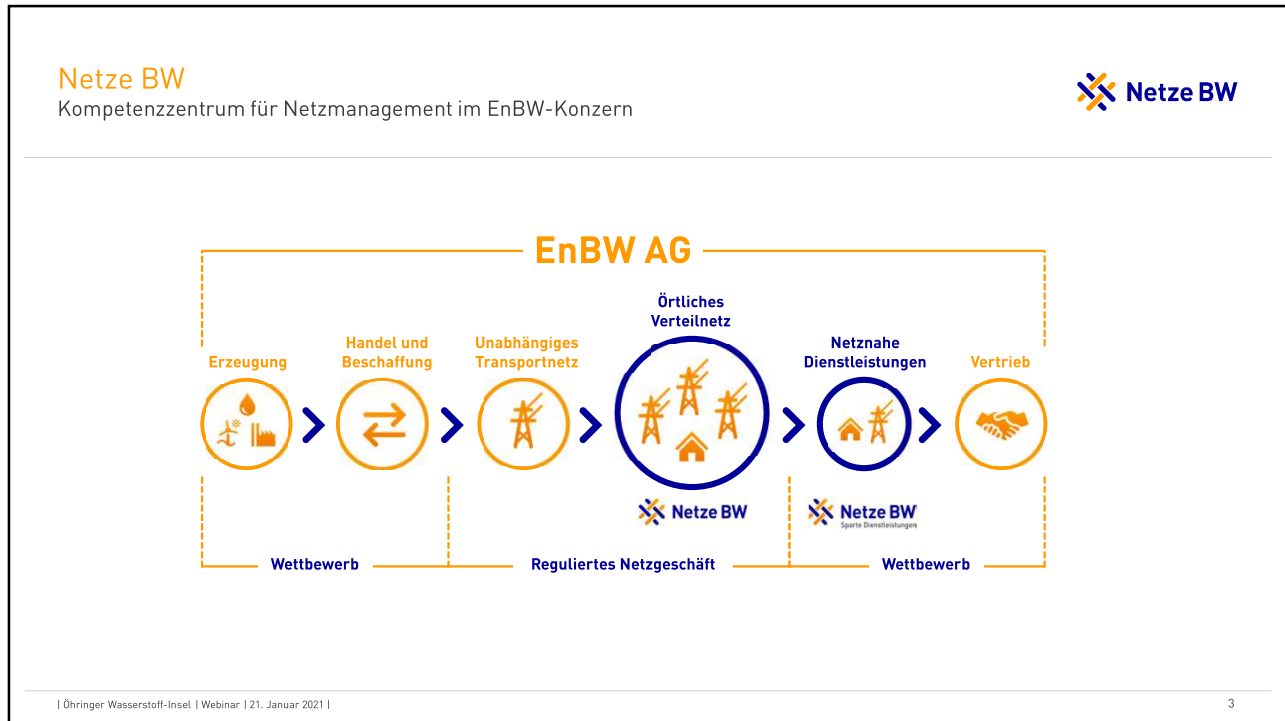 Netze BW
Kompetenzzentrum für Netzmanagement im EnBW-Konzern
Netze BW
EnBW AG
Erzeugung
Handel und
Beschaffung
Unabhängiges
Transportnetz
Örtliches
Verteilnetz
Netznahe
Dienstleistungen
Vertrieb
Netze BW
Netze BW
Sparte Dienstleistungen
Wettbewerb
Reguliertes Netzgeschäft
Wettbewerb
| Öhringer Wasserstoff-Insel | Webinar | 21. Januar 2021 |
3